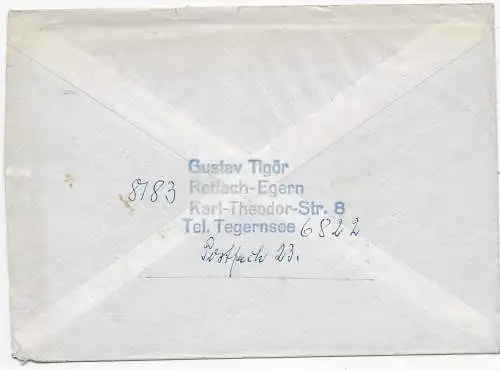 Gustav Tigör
8183 Rottach-Egern
Karl-Theodor-Str. 8
Tel. Tegernsee 6822
Postfach 23.